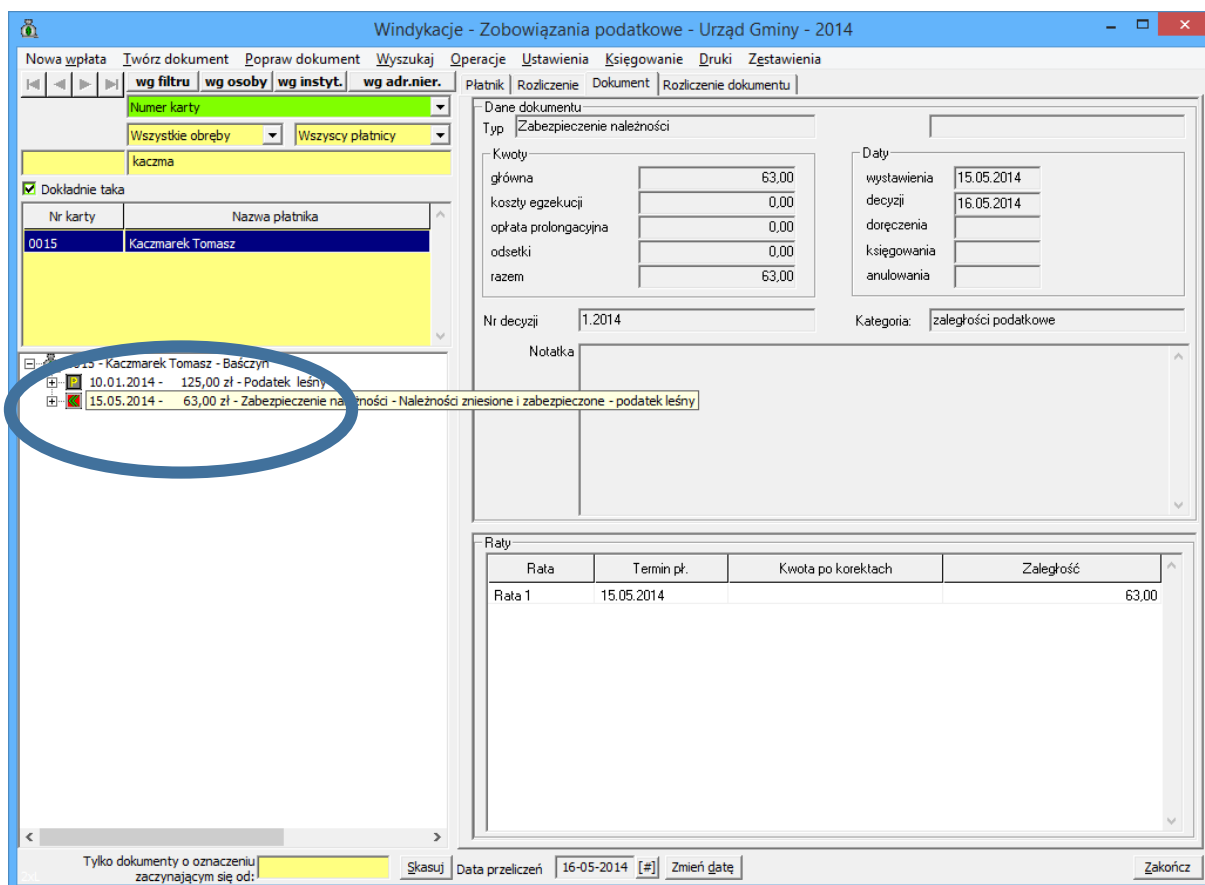 Windykacje - Zobowiązania podatkowe - Urząd Gminy - 2014
Nowa wpłata Twórz dokument Popraw dokument Wyszukaj Operacje Ustawienia Księgowanie Druki Zestawienia
wg filtru wg osoby wg instyt. wg adr.nier.
Numer karty
Wszystkie obręby Wszyscy płatnicy
kaczma
Dokładnie taka
Nr karty Nazwa płatnika
0015 Kaczmarek Tomasz
0015 - Kaczmarek Tomasz - Baśczyn
P 10.01.2014 - 125,00 zł - Podatek leśny
15.05.2014 - 63,00 zł - Zabezpieczenie należności - Należności zniesione i zabezpieczone - podatek leśny
Tylko dokumenty o oznaczeniu
zaczynającym się od:
Skasuj
Płatnik Rozliczenie Dokument Rozliczenie dokumentu
Dane dokumentu
Typ Zabezpieczenie należności
Kwoty
główna 63,00
koszty egzekucji 0,00
opłata prolongacyjna 0,00
odsetki 0,00
razem 63,00
Daty
wystawienia 15.05.2014
decyzji 16.05.2014
doręczenia
księgowania
anulowania
Nr decyzji 1.2014
Kategoria: zaległości podatkowe
Notatka
Raty
Rata Termin pł. Kwota po korektach Zaległość
Rata 1 15.05.2014 63,00
Data przeliczeń 16-05-2014 [#] Zmień datę
Zakończ